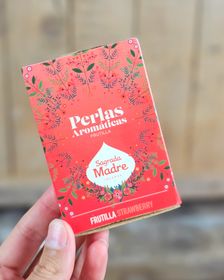 Perlas
Aromáticas
FRUTILLA
Sagrada
Madre
FRUTILLA STRAWBERRY